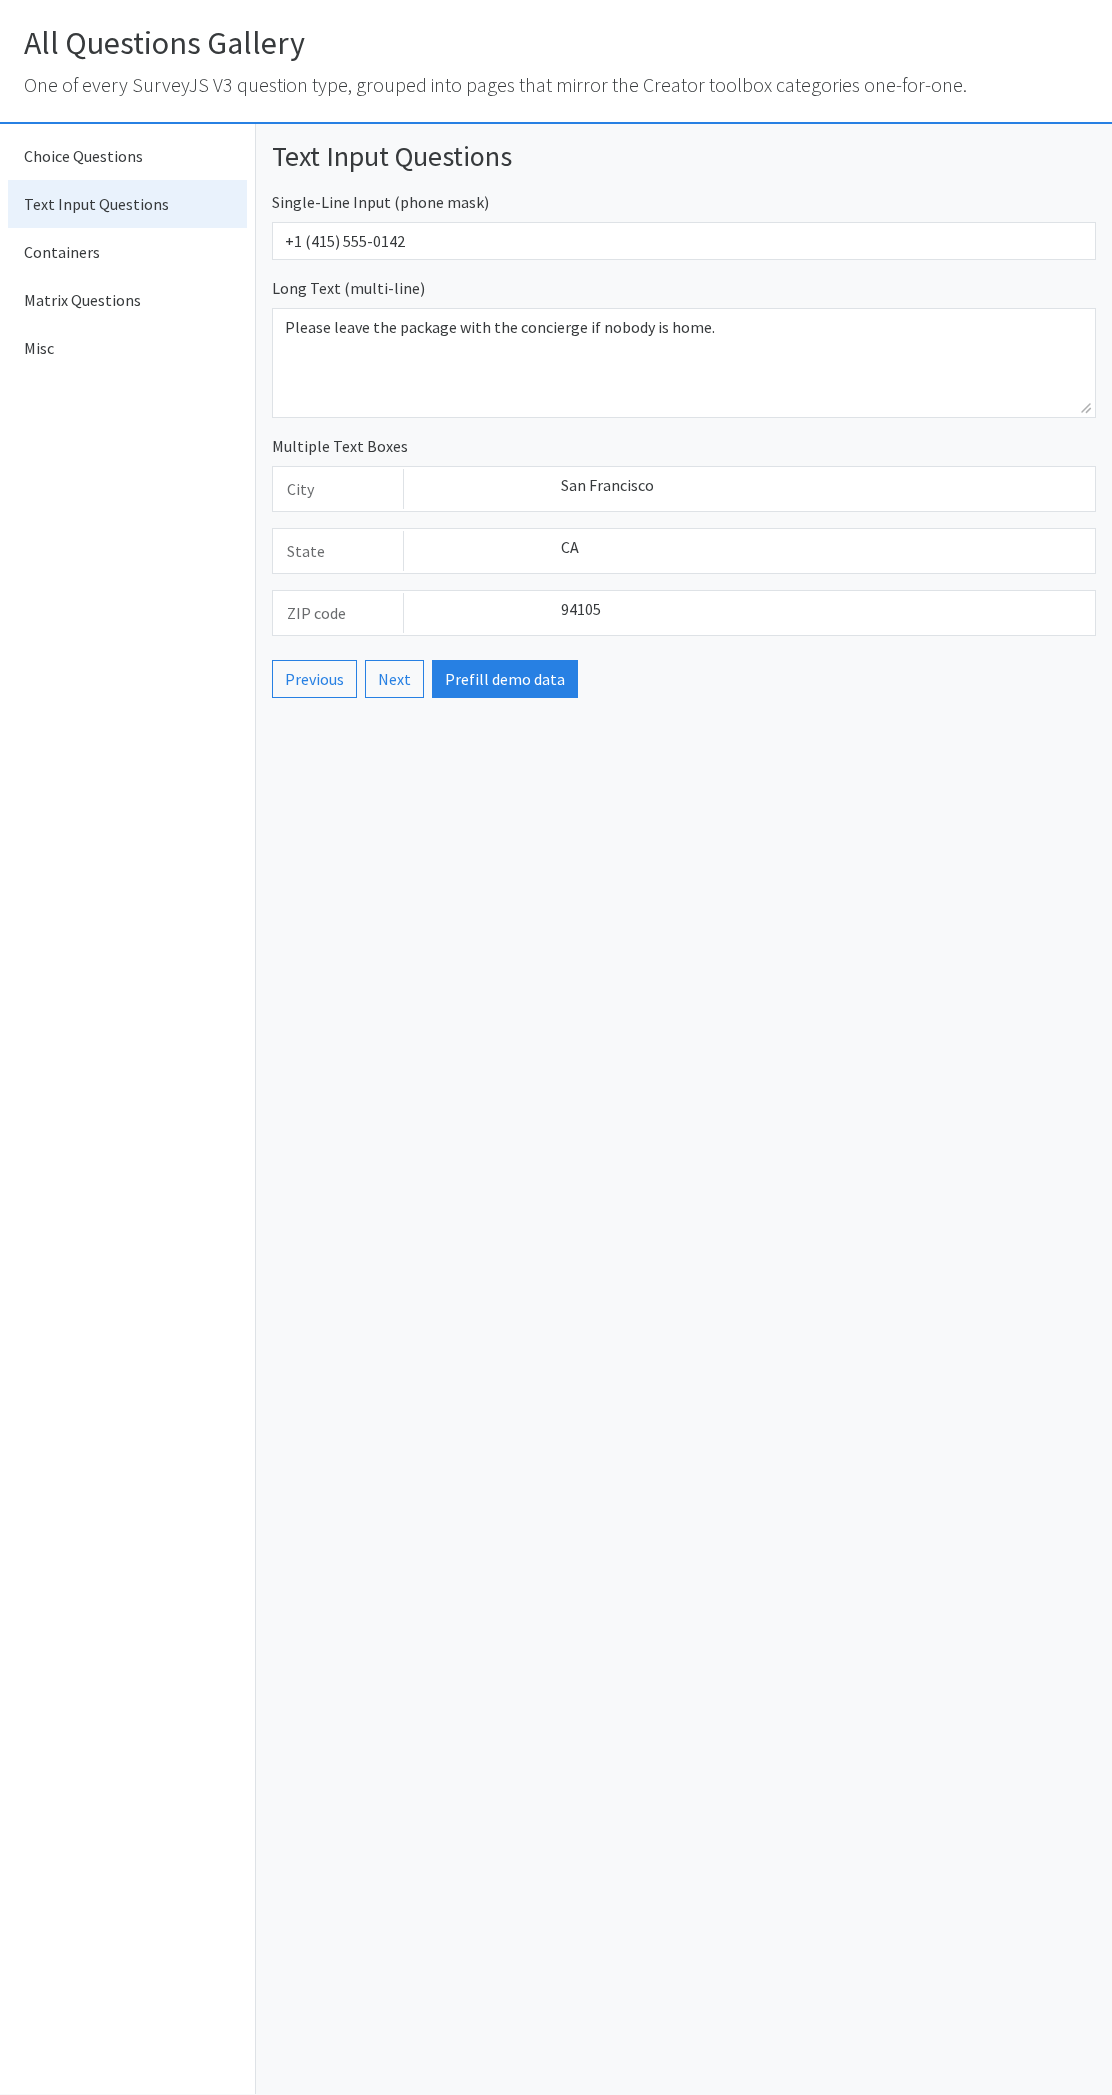 All Questions Gallery
One of every SurveyJS V3 question type, grouped into pages that mirror the Creator toolbox categories one-for-one.
Choice Questions
Text Input Questions
Containers
Matrix Questions
Misc
Text Input Questions
Single-Line Input (phone mask)
+1 (415) 555-0142
Long Text (multi-line)
Please leave the package with the concierge if nobody is home.
Multiple Text Boxes
City San Francisco
State CA
ZIP code 94105
Previous Next Prefill demo data